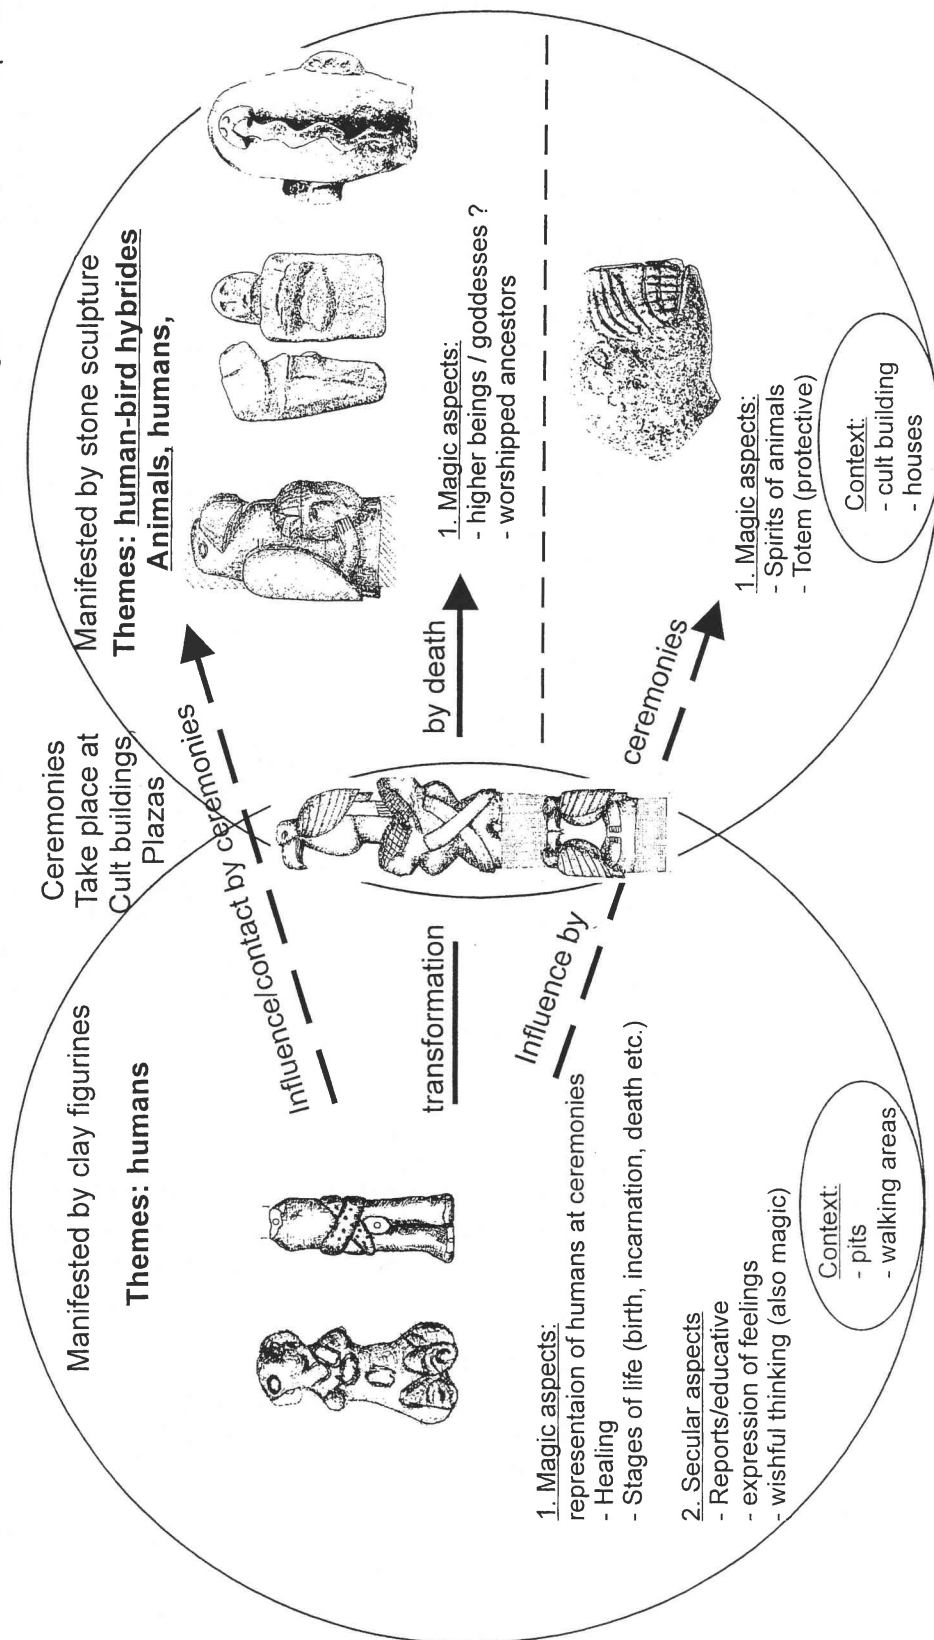 Manifested by clay figurines
Themes: humans
1. Magic aspects:
representation of humans at ceremonies
- Healing
- Stages of life (birth, incarnation, death etc.)
2. Secular aspects
- Reports/educative
- expression of feelings
- wishful thinking (also magic)
Context:
- pits
- walking areas
Ceremonies
Take place at
Cult buildings,
Plazas
Influence/contact by ceremonies
transformation
by death
Influence by
ceremonies
Manifested by stone sculpture
Themes: human-bird hybrides
Animals, humans,
1. Magic aspects:
- higher beings / goddesses ?
- worshipped ancestors
1. Magic aspects:
- Spirits of animals
- Totem (protective)
Context:
- cult building
- houses